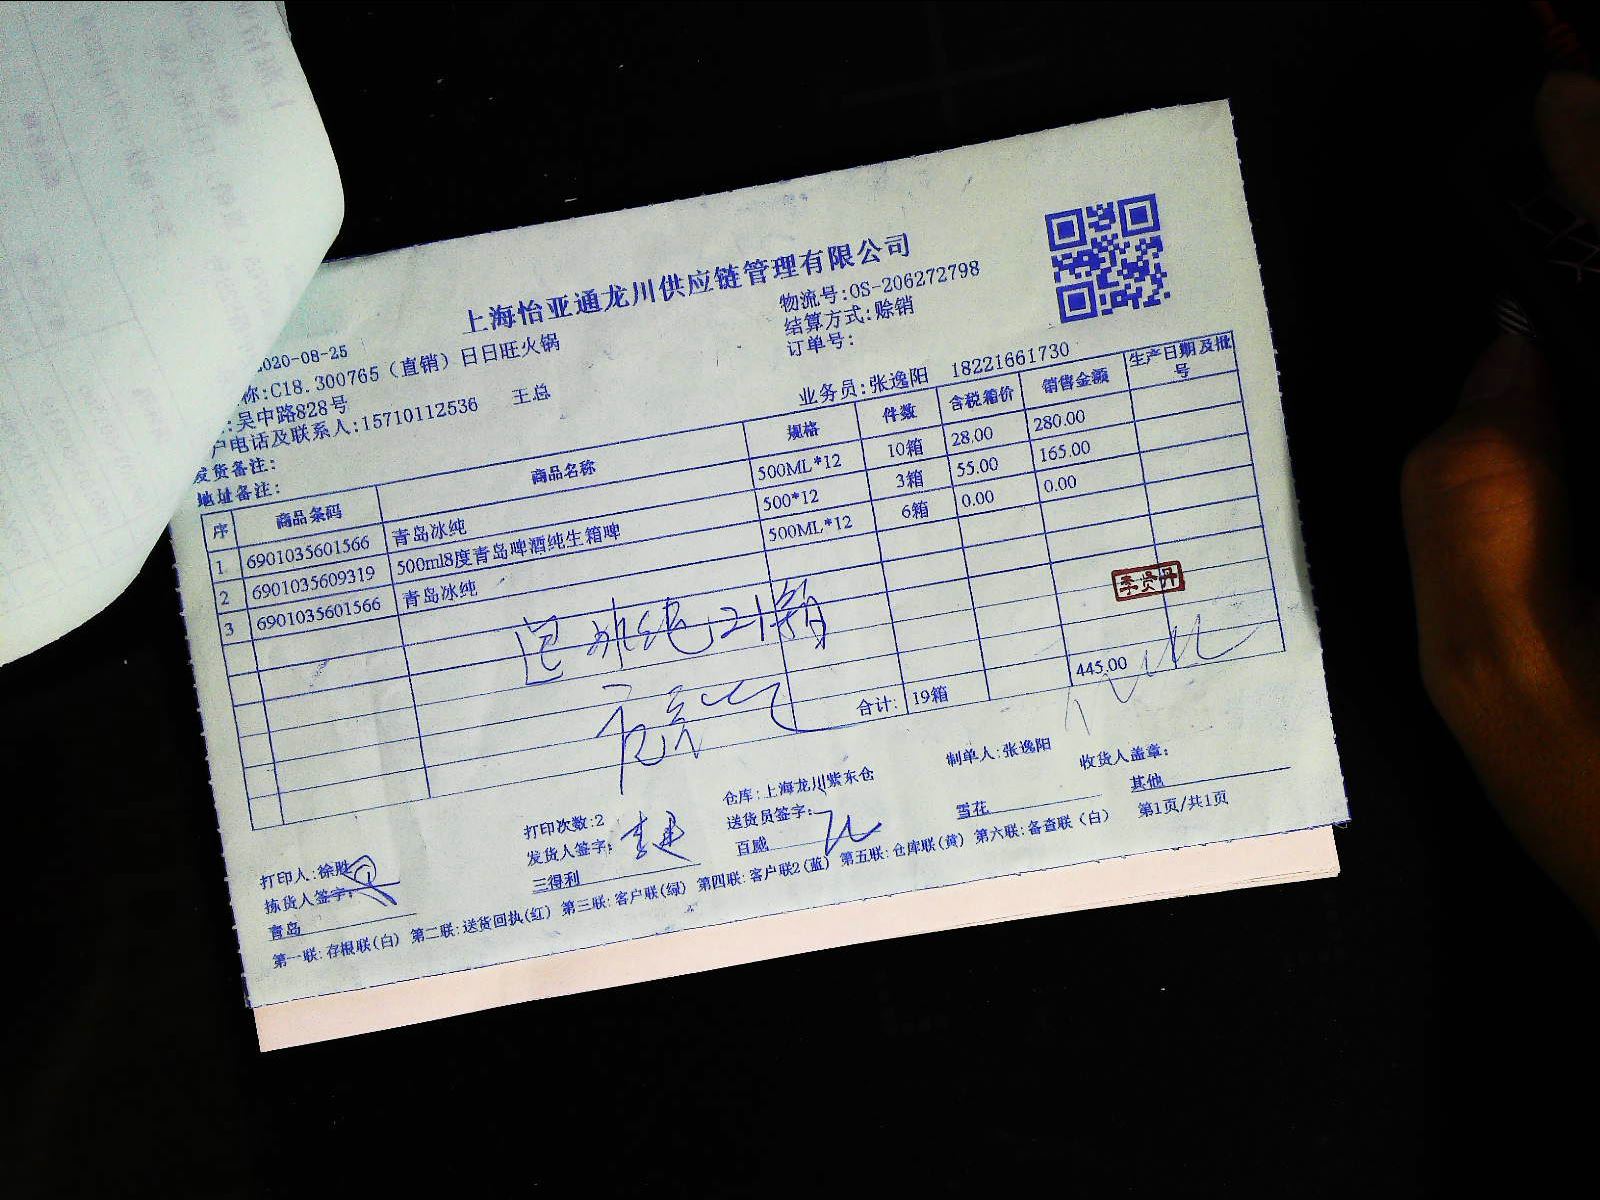 上海怡亚通龙川供应链管理有限公司
物流号:OS-206272798
结算方式:赊销
订单号:
020-08-25
称:C18.300765（直销）日日旺火锅
:吴中路828号
户电话及联系人:15710112536 王总
业务员:张逸阳 18221661730
发货备注:
地址备注:
序 商品条码 商品名称 规格 件数 含税箱价 销售金额 生产日期及批号
1 6901035601566 青岛冰纯 500ML*12 10箱 28.00 280.00
2 6901035609319 500ml8度青岛啤酒纯生箱啤 500*12 3箱 55.00 165.00
3 6901035601566 青岛冰纯 500ML*12 6箱 0.00 0.00
李贤丹
冰纯21箱
合计: 19箱 445.00
打印人:徐胜 打印次数:2 仓库:上海龙川紫东仓 制单人:张逸阳 收货人盖章:
拣货人签字: 发货人签字: 送货员签字:
青岛 三得利 百威 雪花 其他
第一联:存根联(白) 第二联:送货回执(红) 第三联:客户联(绿) 第四联:客户联2(蓝) 第五联:仓库联(黄) 第六联:备查联(白) 第1页/共1页